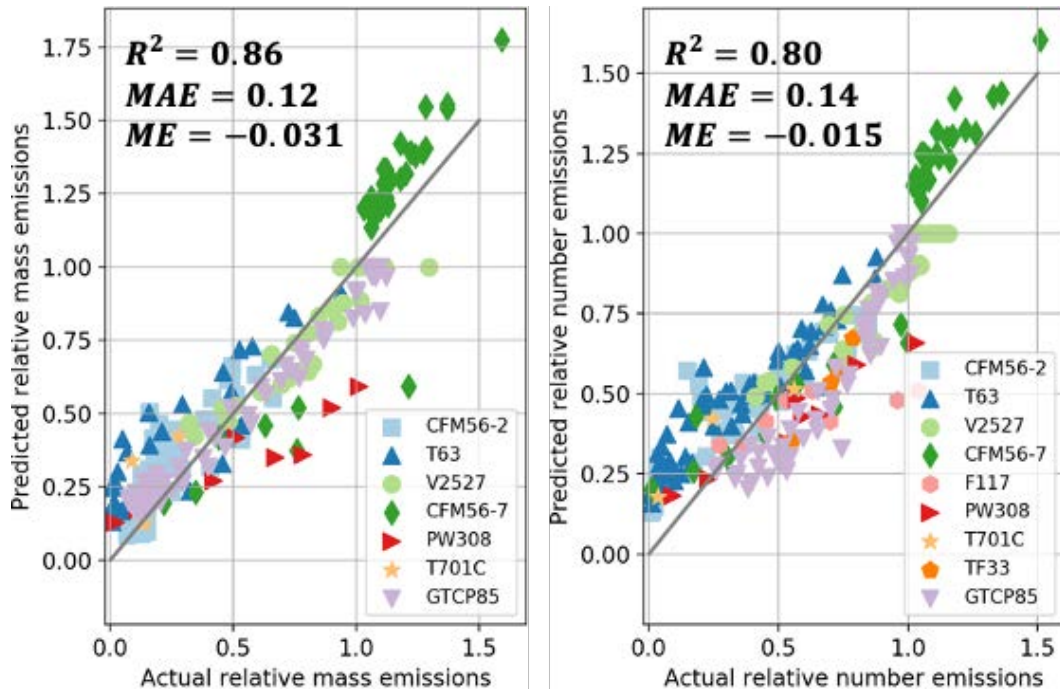 R² = 0.86
MAE = 0.12
ME = −0.031
Predicted relative mass emissions
1.75
1.50
1.25
1.00
0.75
0.50
0.25
0.00
CFM56-2
T63
V2527
CFM56-7
PW308
T701C
GTCP85
0.0 0.5 1.0 1.5
Actual relative mass emissions
R² = 0.80
MAE = 0.14
ME = −0.015
Predicted relative number emissions
1.50
1.25
1.00
0.75
0.50
0.25
0.00
CFM56-2
T63
V2527
CFM56-7
F117
PW308
T701C
TF33
GTCP85
0.0 0.5 1.0 1.5
Actual relative number emissions